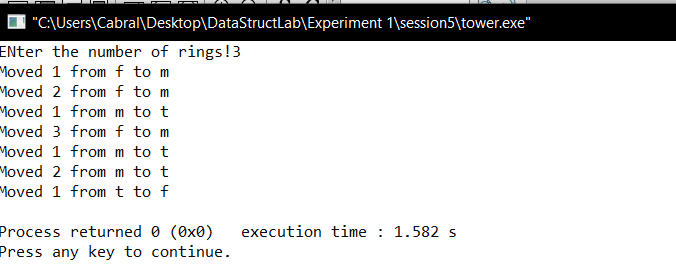 "C:\Users\Cabral\Desktop\DataStructLab\Experiment 1\session5\tower.exe"
ENter the number of rings!3
Moved 1 from f to m
Moved 2 from f to m
Moved 1 from m to t
Moved 3 from f to m
Moved 1 from m to t
Moved 2 from m to t
Moved 1 from t to f
Process returned 0 (0x0)   execution time : 1.582 s
Press any key to continue.